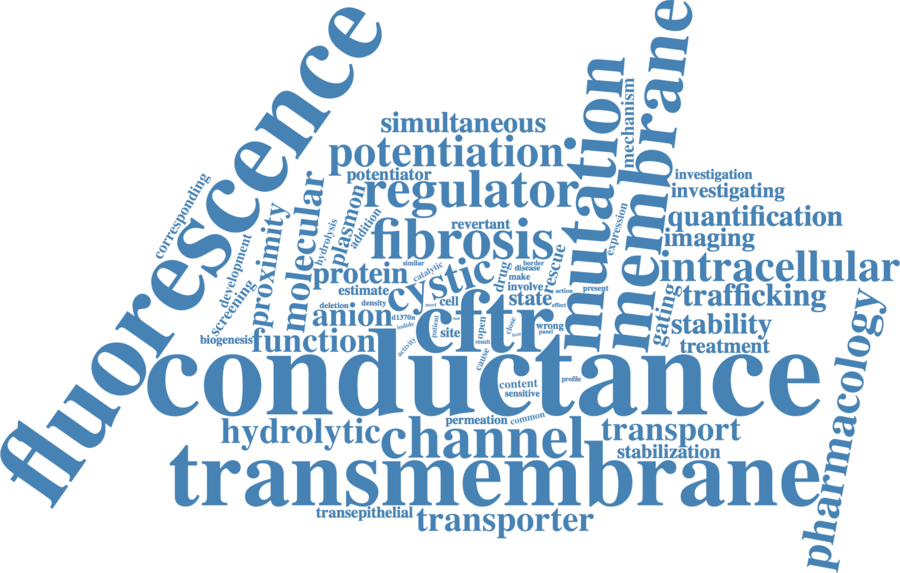 fluorescence
conductance
transmembrane
membrane
mutation
simultaneous
potentiation
potentiator
regulator
revertant
fibrosis
cystic
cftr
mechanism
investigation
investigating
expression
quantification
imaging
intracellular
trafficking
gating
stability
treatment
pharmacology
corresponding
development
screening
biogenesis
proximity
molecular
hydrolysis
plasmon
addition
protein
estimate
similar
catalytic
deletion
density
anion
d1370n
iodide
function
activity
cell
patient
site
open
result
cause
close
drug
border
disease
make
involve
state
rescue
action
effect
present
wrong
panel
content
sensitive
profile
permeation
common
hydrolytic
channel
transport
stabilization
transepithelial
transporter